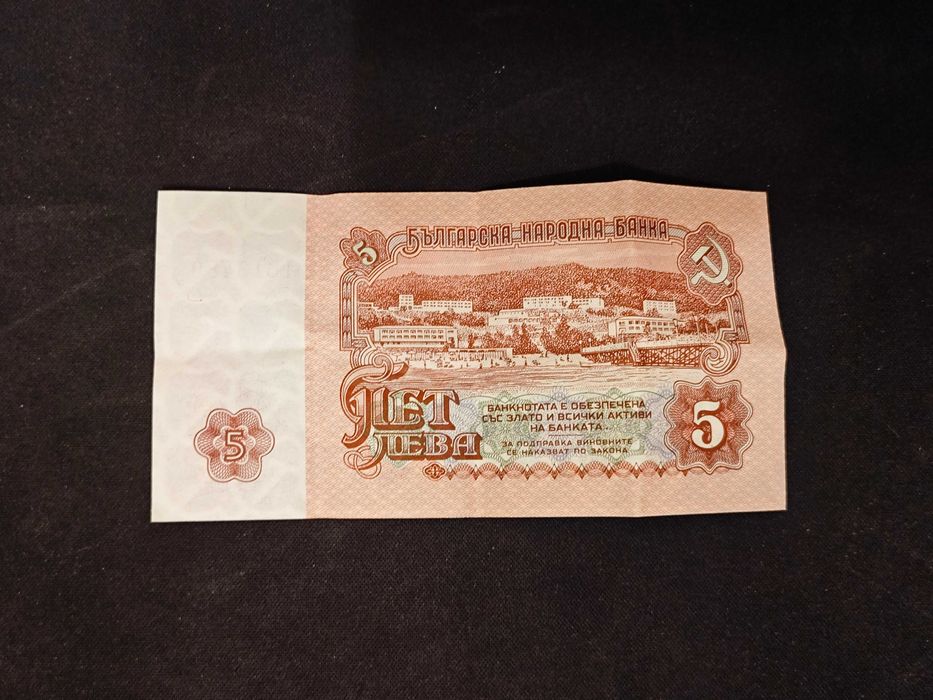 5
БЪЛГАРСКА НАРОДНА БАНКА
ПЕТ
ЛЕВА
БАНКНОТАТА Е ОБЕЗПЕЧЕНА
СЪС ЗЛАТО И ВСИЧКИ АКТИВИ
НА БАНКАТА.
ЗА ПОДПРАВКА ВИНОВНИТЕ
СЕ НАКАЗВАТ ПО ЗАКОНА
5
5